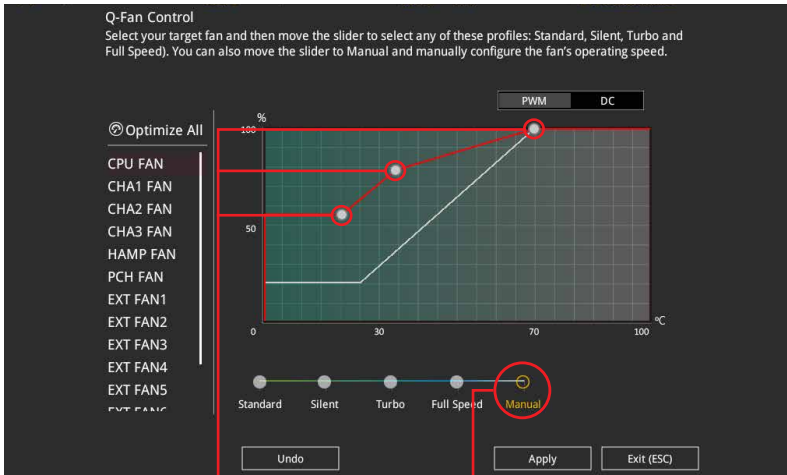 Q-Fan Control
Select your target fan and then move the slider to select any of these profiles: Standard, Silent, Turbo and
Full Speed). You can also move the slider to Manual and manually configure the fan's operating speed.
PWM DC
Optimize All
CPU FAN
CHA1 FAN
CHA2 FAN
CHA3 FAN
HAMP FAN
PCH FAN
EXT FAN1
EXT FAN2
EXT FAN3
EXT FAN4
EXT FAN5
%
100
50
0 30 70 100
ºC
Standard Silent Turbo Full Speed Manual
Undo Apply Exit (ESC)